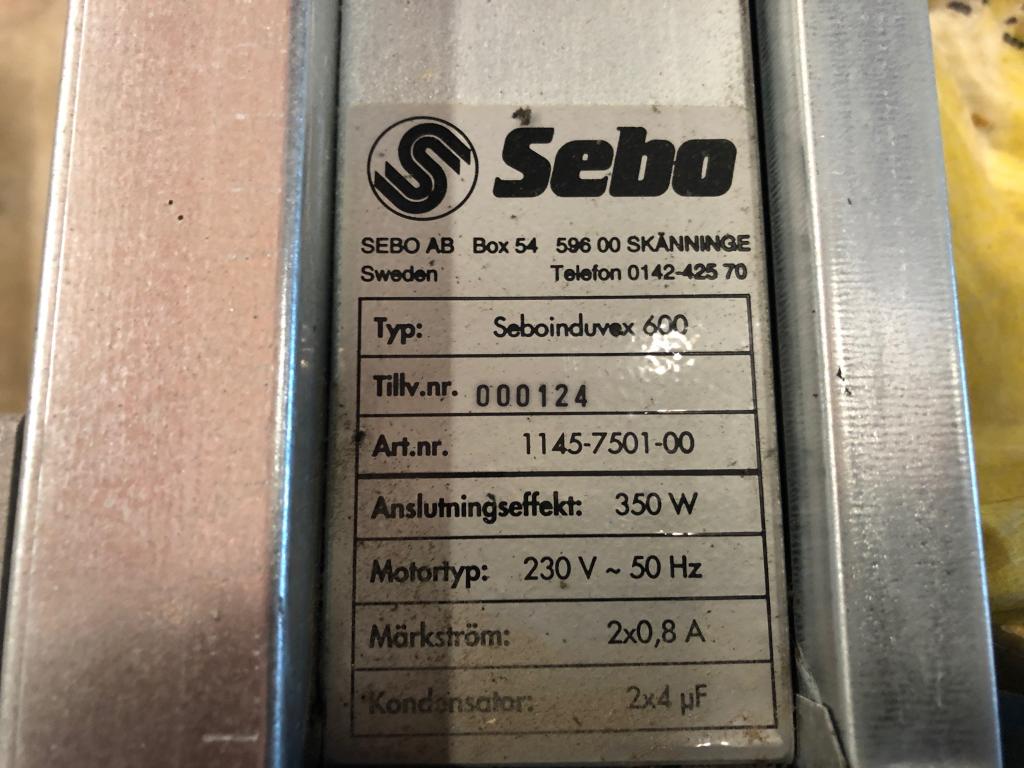 Sebo
SEBO AB Box 54 596 00 SKÄNNINGE
Sweden Telefon 0142-425 70
Typ: Seboinduvex 600
Tillv.nr. 000124
Art.nr. 1145-7501-00
Anslutningseffekt: 350 W
Motortyp: 230 V ~ 50 Hz
Märkström: 2x0,8 A
Kondensator: 2x4 µF